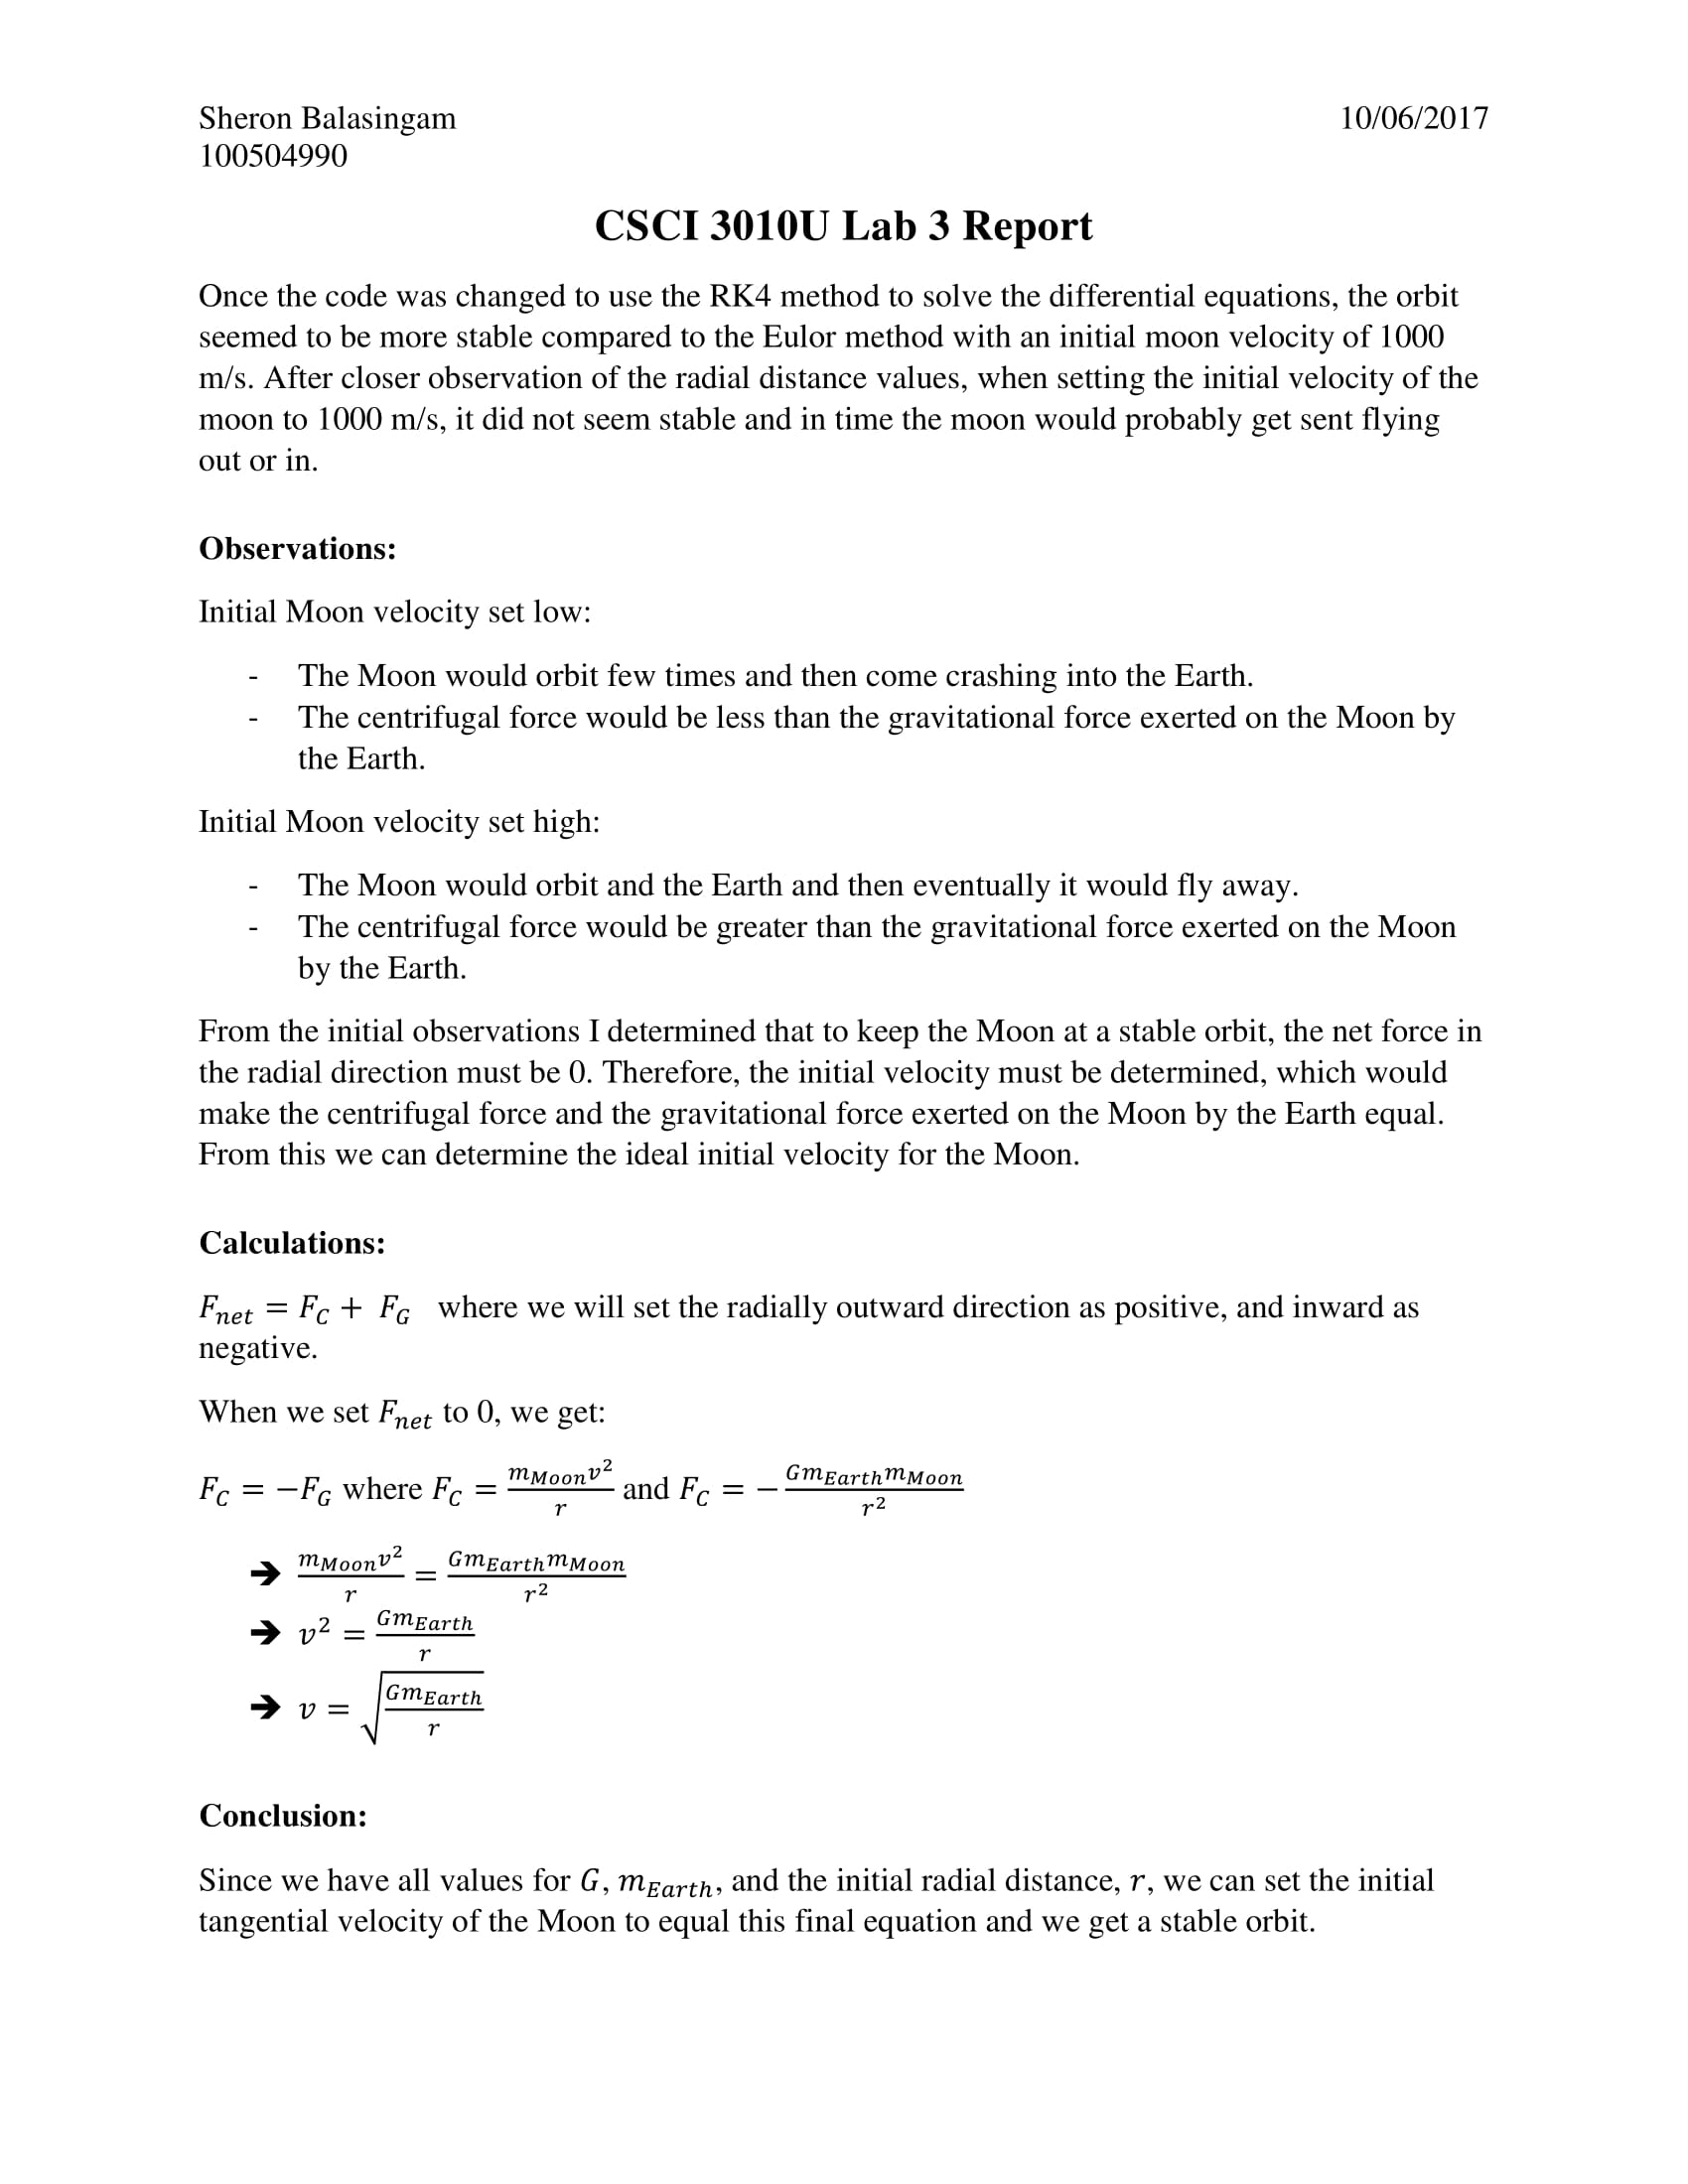 Sheron Balasingam 10/06/2017
100504990
CSCI 3010U Lab 3 Report
Once the code was changed to use the RK4 method to solve the differential equations, the orbit
seemed to be more stable compared to the Eulor method with an initial moon velocity of 1000
m/s. After closer observation of the radial distance values, when setting the initial velocity of the
moon to 1000 m/s, it did not seem stable and in time the moon would probably get sent flying
out or in.
Observations:
Initial Moon velocity set low:
- The Moon would orbit few times and then come crashing into the Earth.
- The centrifugal force would be less than the gravitational force exerted on the Moon by
the Earth.
Initial Moon velocity set high:
- The Moon would orbit and the Earth and then eventually it would fly away.
- The centrifugal force would be greater than the gravitational force exerted on the Moon
by the Earth.
From the initial observations I determined that to keep the Moon at a stable orbit, the net force in
the radial direction must be 0. Therefore, the initial velocity must be determined, which would
make the centrifugal force and the gravitational force exerted on the Moon by the Earth equal.
From this we can determine the ideal initial velocity for the Moon.
Calculations:
$F_{net} = F_C + F_G$ where we will set the radially outward direction as positive, and inward as
negative.
When we set $F_{net}$ to 0, we get:
$F_C = -F_G$ where $F_C = \frac{m_{Moon}v^2}{r}$ and $F_C = -\frac{Gm_{Earth}m_{Moon}}{r^2}$
➔ $\frac{m_{Moon}v^2}{r} = \frac{Gm_{Earth}m_{Moon}}{r^2}$
➔ $v^2 = \frac{Gm_{Earth}}{r}$
➔ $v = \sqrt{\frac{Gm_{Earth}}{r}}$
Conclusion:
Since we have all values for $G$, $m_{Earth}$, and the initial radial distance, $r$, we can set the initial
tangential velocity of the Moon to equal this final equation and we get a stable orbit.